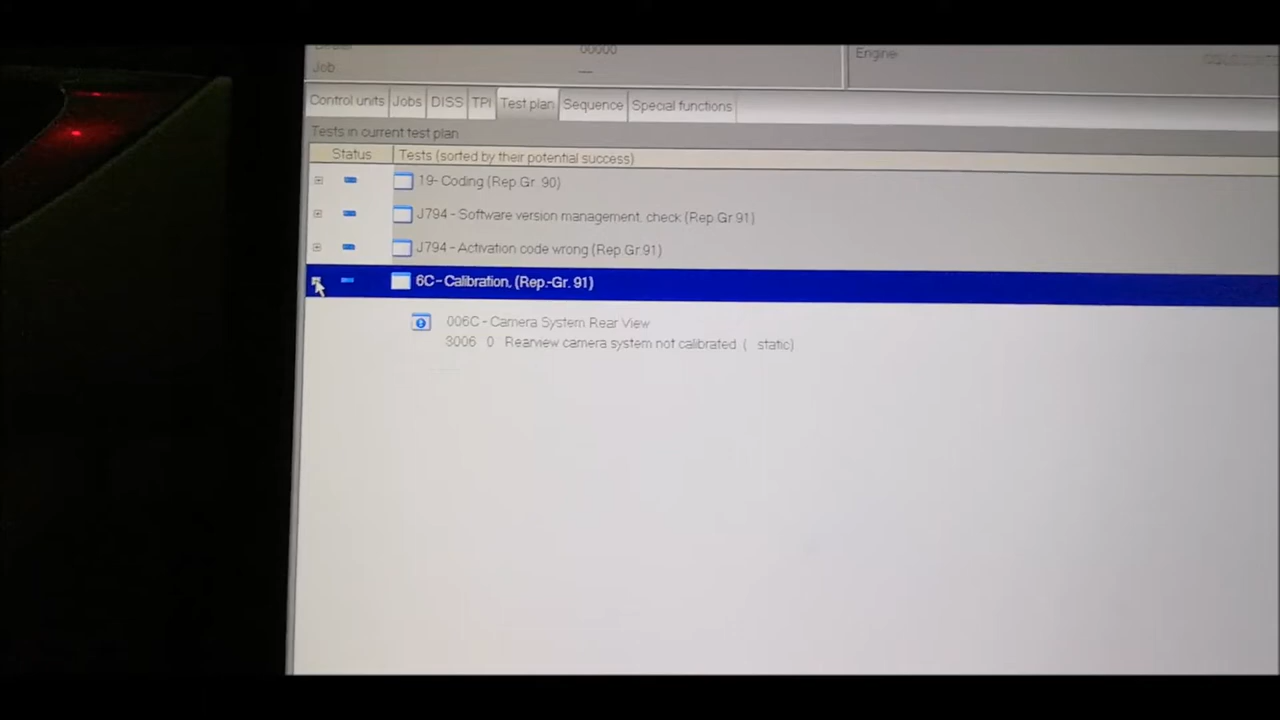 Job
00000
—
Engine
Control units Jobs DISS TPI Test plan Sequence Special functions
Tests in current test plan
Status Tests (sorted by their potential success)
19- Coding (Rep Gr. 90)
J794 - Software version management, check (Rep Gr 91)
J794 - Activation code wrong (Rep Gr.91)
6C - Calibration, (Rep.-Gr. 91)
006C - Camera System Rear View
3006 0 Rearview camera system not calibrated ( static)